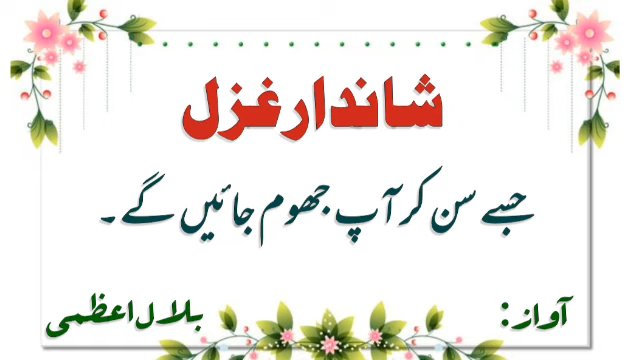 شاندار غزل
جسے سن کر آپ جھوم جائیں گے۔
آواز: بلال اعظمی